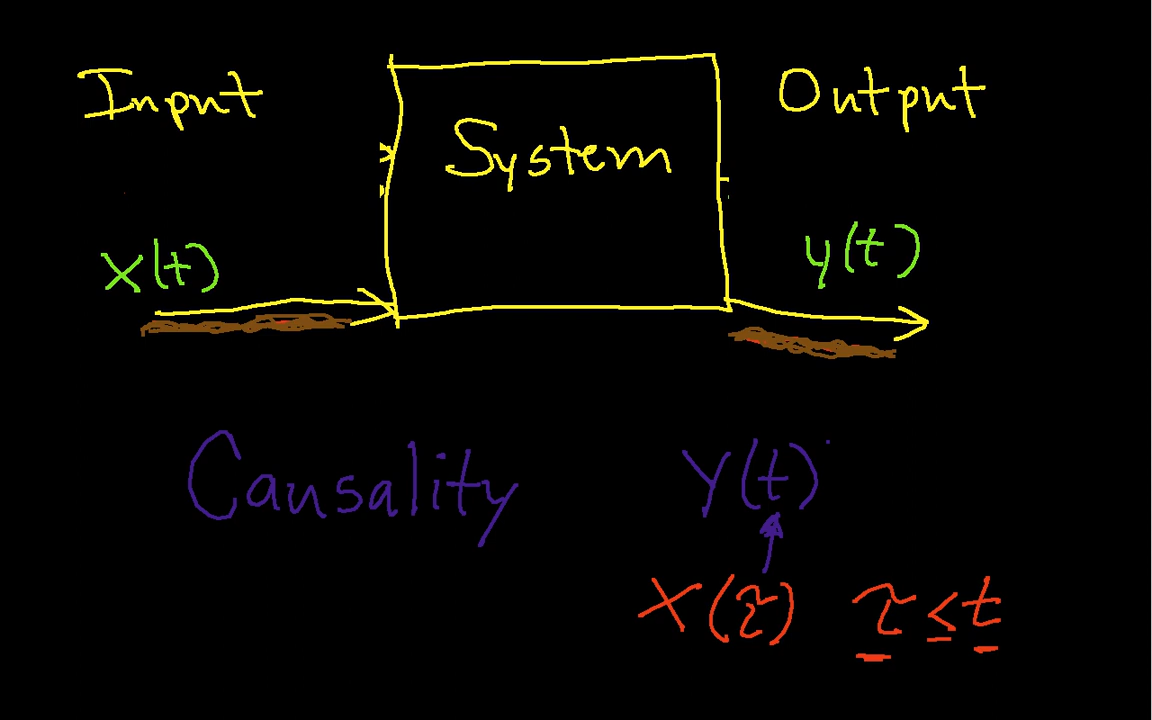 Input System Output
X(t) y(t)
Causality Y(t)
X(τ) τ ≤ t